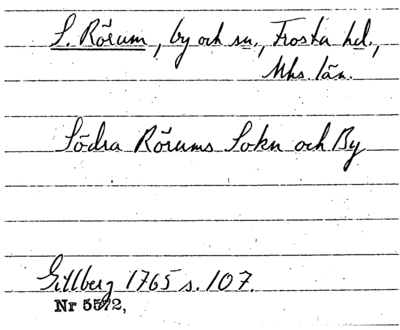 S. Rörum, by och sn., Frosta hd.,
Mhs. län.
Södra Rörums Sokn och By
Gillberg 1765 s. 107.
Nr 5572,